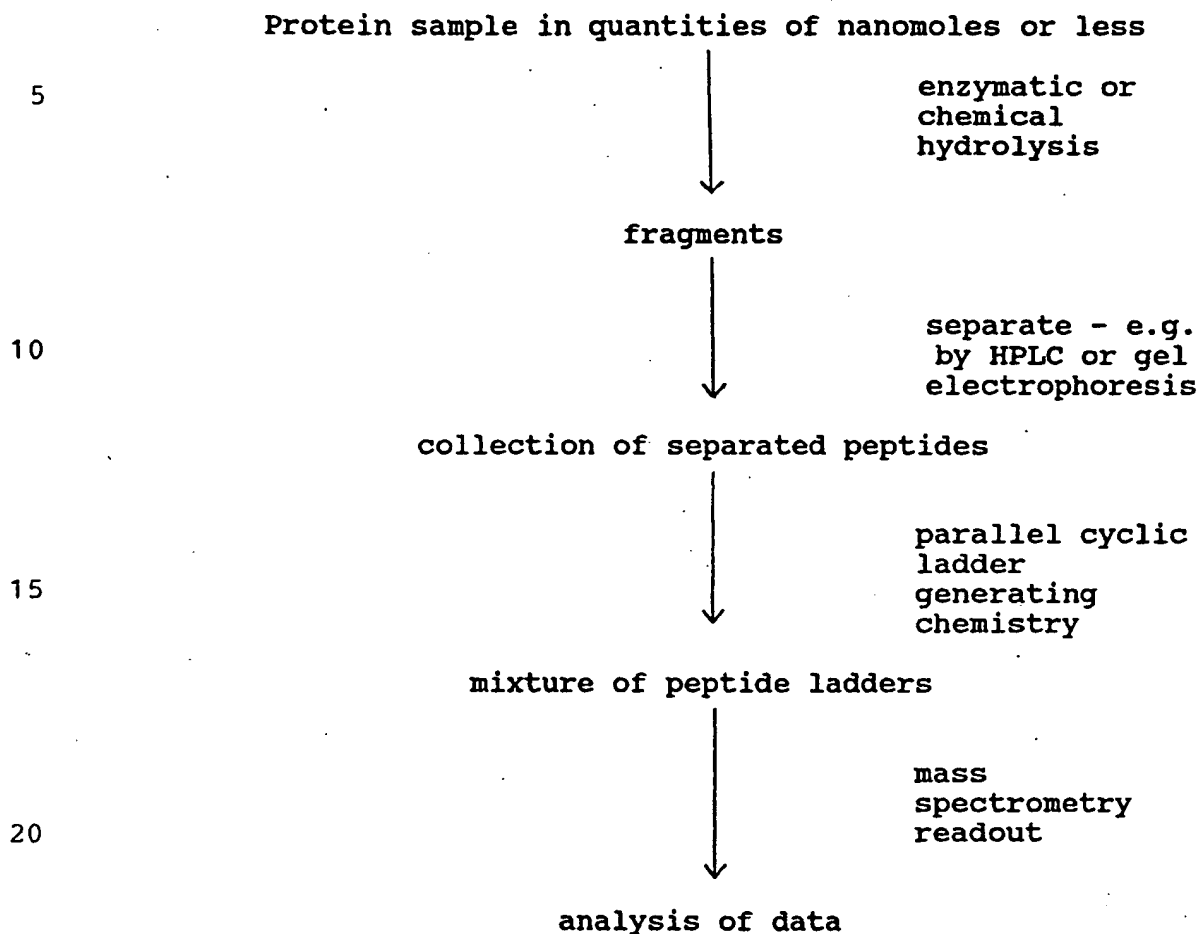 Protein sample in quantities of nanomoles or less
5
enzymatic or
chemical
hydrolysis
fragments
10
separate - e.g.
by HPLC or gel
electrophoresis
collection of separated peptides
15
parallel cyclic
ladder
generating
chemistry
mixture of peptide ladders
20
mass
spectrometry
readout
analysis of data